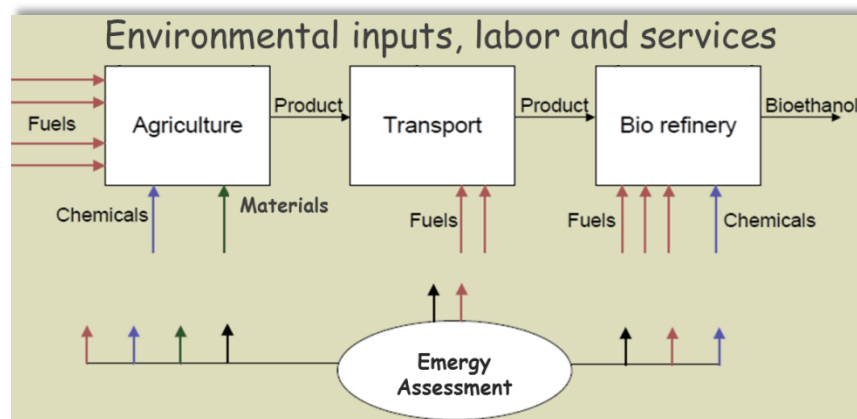 Environmental inputs, labor and services
Fuels
Agriculture
Product
Transport
Product
Bio refinery
Bioethanol
Chemicals
Materials
Fuels
Fuels
Chemicals
Emergy
Assessment